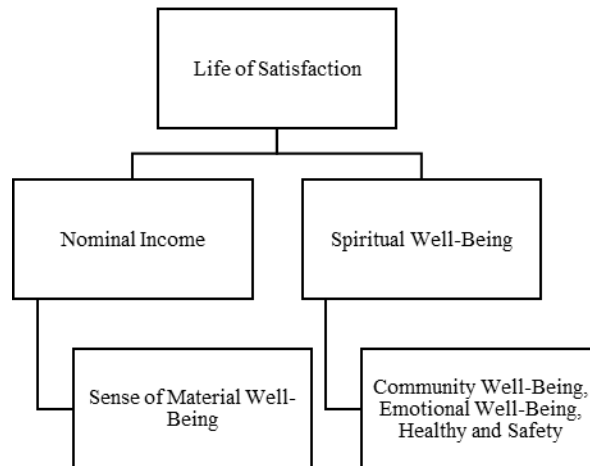 Life of Satisfaction
Nominal Income
Spiritual Well-Being
Sense of Material Well-
Being
Community Well-Being,
Emotional Well-Being,
Healthy and Safety